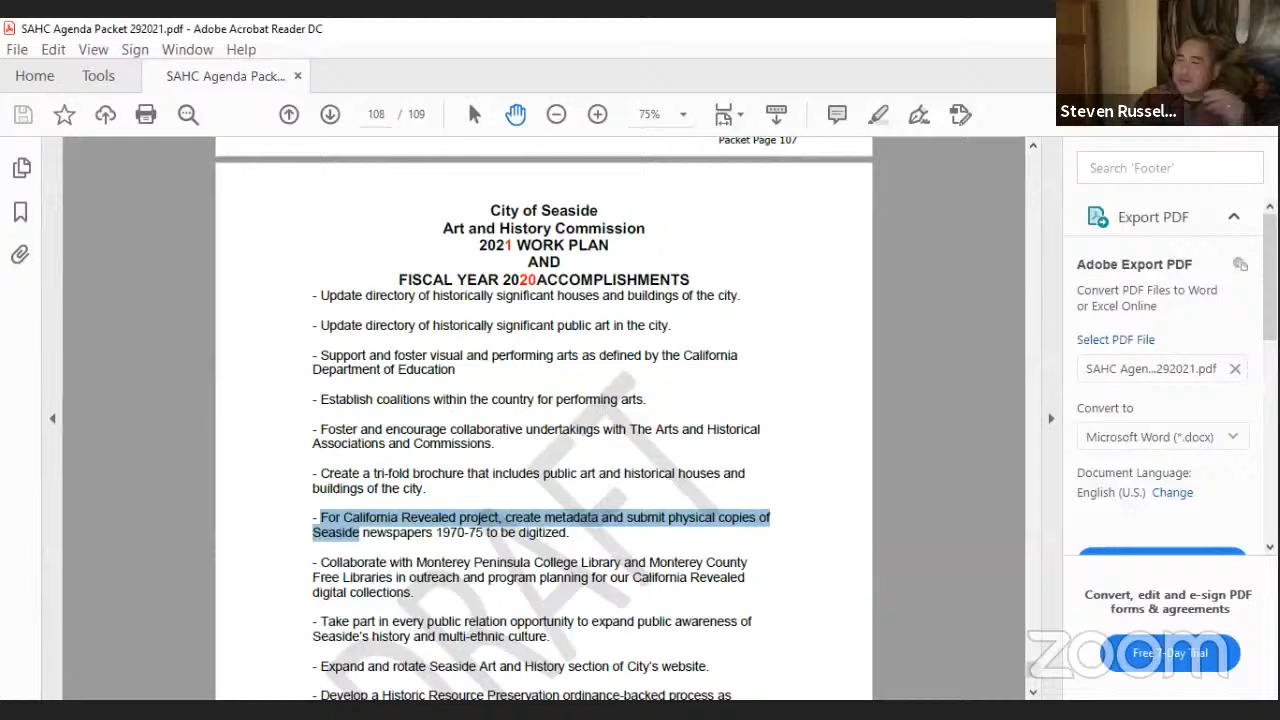 SAHC Agenda Packet 292021.pdf - Adobe Acrobat Reader DC
File Edit View Sign Window Help
Home Tools SAHC Agenda Pack... ×
108 / 109 75%
Steven Russel...
Packet Page 107
City of Seaside
Art and History Commission
2021 WORK PLAN
AND
FISCAL YEAR 2020ACCOMPLISHMENTS
- Update directory of historically significant houses and buildings of the city.
- Update directory of historically significant public art in the city.
- Support and foster visual and performing arts as defined by the California
Department of Education
- Establish coalitions within the country for performing arts.
- Foster and encourage collaborative undertakings with The Arts and Historical
Associations and Commissions.
- Create a tri-fold brochure that includes public art and historical houses and
buildings of the city.
- For California Revealed project, create metadata and submit physical copies of
Seaside newspapers 1970-75 to be digitized.
- Collaborate with Monterey Peninsula College Library and Monterey County
Free Libraries in outreach and program planning for our California Revealed
digital collections.
- Take part in every public relation opportunity to expand public awareness of
Seaside's history and multi-ethnic culture.
- Expand and rotate Seaside Art and History section of City's website.
- Develop a Historic Resource Preservation ordinance-backed process as
DRAFT
Search 'Footer'
Export PDF
Adobe Export PDF
Convert PDF Files to Word
or Excel Online
Select PDF File
SAHC Agen...292021.pdf
Convert to
Microsoft Word (*.docx)
Document Language:
English (U.S.) Change
Convert, edit and e-sign PDF
forms & agreements
Free 7-Day Trial
zoom